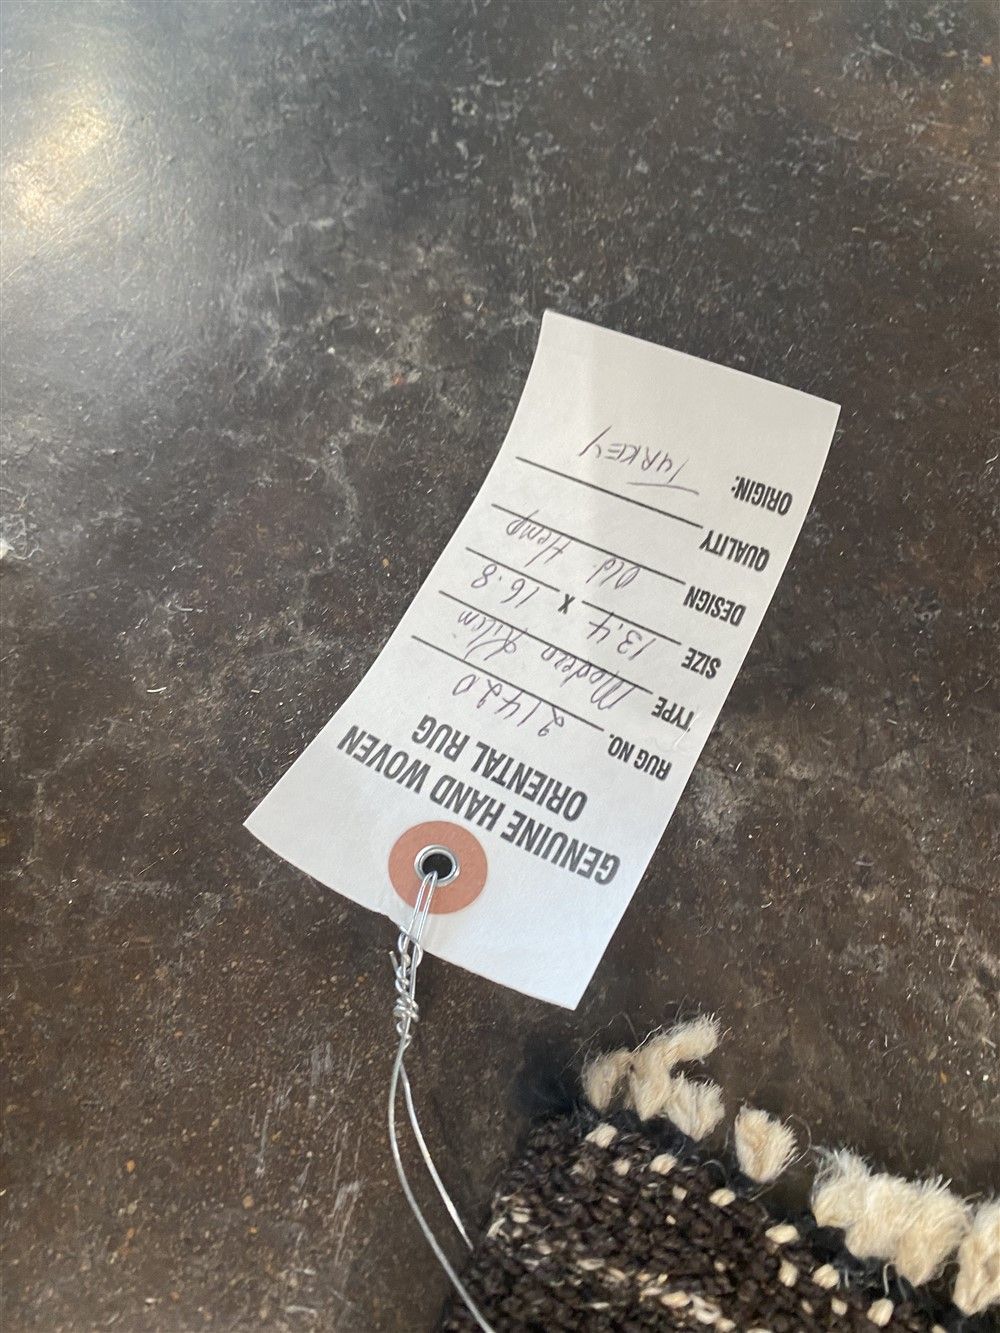 GENUINE HAND WOVEN
ORIENTAL RUG
RUG NO. 21420
TYPE Modern Kilim
SIZE 13.4 X 16.8
DESIGN Old Hemp
QUALITY
ORIGIN: TURKEY